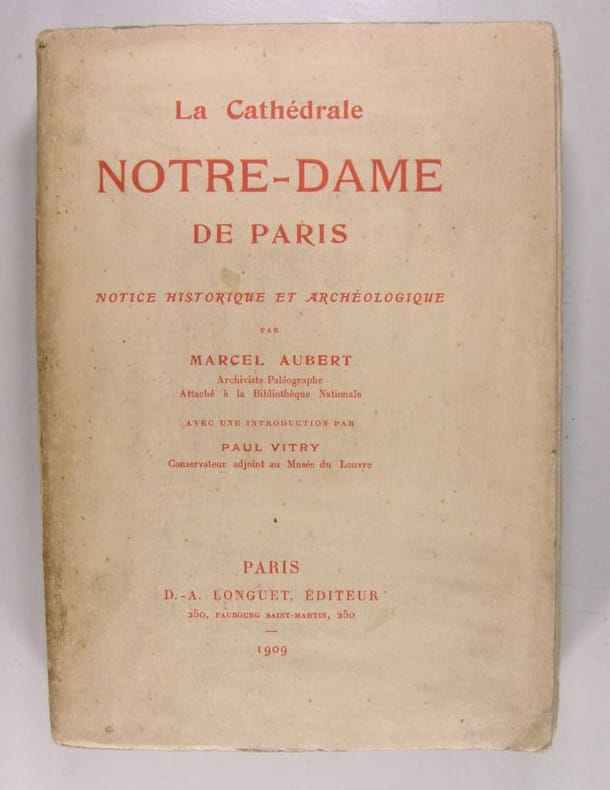 La Cathédrale
NOTRE-DAME
DE PARIS
NOTICE HISTORIQUE ET ARCHÉOLOGIQUE
PAR
MARCEL AUBERT
Archiviste Paléographe
Attaché à la Bibliothèque Nationale
AVEC UNE INTRODUCTION PAR
PAUL VITRY
Conservateur adjoint au Musée du Louvre
PARIS
D.-A. LONGUET, ÉDITEUR
250, FAUBOURG SAINT-MARTIN, 250
1909